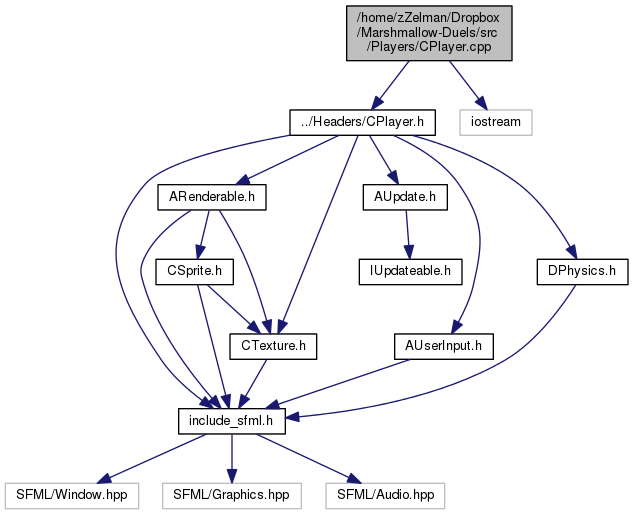 /home/zZelman/Dropbox
/Marshmallow-Duels/src
/Players/CPlayer.cpp
../Headers/CPlayer.h
iostream
ARenderable.h
AUpdate.h
CSprite.h
IUpdateable.h
DPhysics.h
CTexture.h
AUserInput.h
include_sfml.h
SFML/Window.hpp
SFML/Graphics.hpp
SFML/Audio.hpp